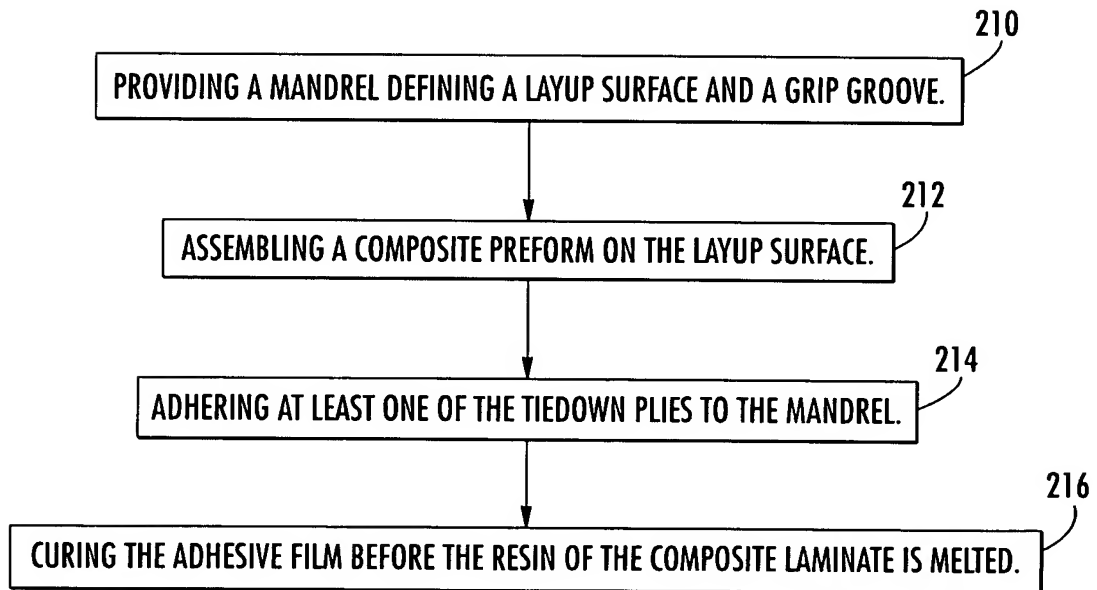 210
PROVIDING A MANDREL DEFINING A LAYUP SURFACE AND A GRIP GROOVE.
212
ASSEMBLING A COMPOSITE PREFORM ON THE LAYUP SURFACE.
214
ADHERING AT LEAST ONE OF THE TIEDOWN PLIES TO THE MANDREL.
216
CURING THE ADHESIVE FILM BEFORE THE RESIN OF THE COMPOSITE LAMINATE IS MELTED.